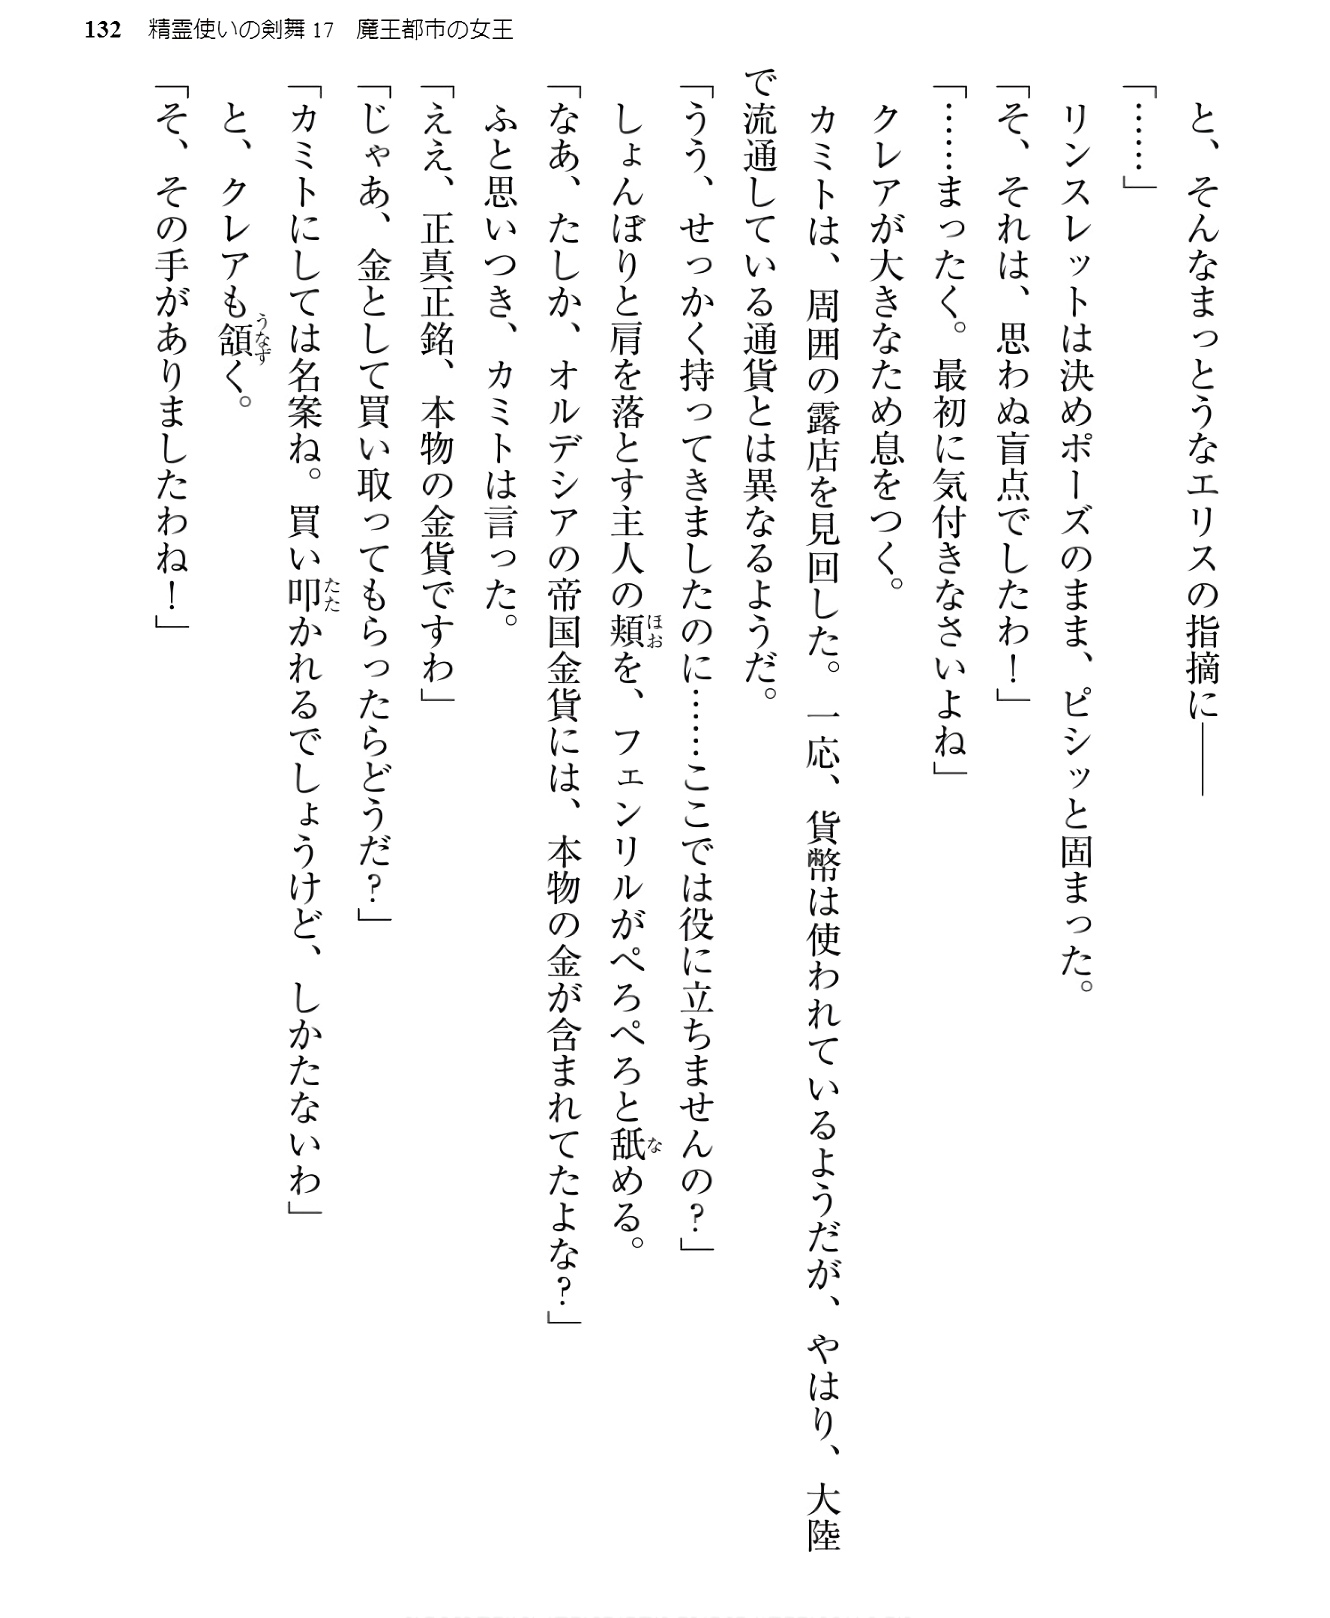 132 精霊使いの剣舞17 魔王都市の女王
と、そんなまっとうなエリスの指摘に――
「……」
リンスレットは決めポーズのまま、ピシッと固まった。
「そ、それは、思わぬ盲点でしたわ！」
「……まったく。最初に気付きなさいよね」
クレアが大きなため息をつく。
カミトは、周囲の露店を見回した。一応、貨幣は使われているようだが、やはり、大陸
で流通している通貨とは異なるようだ。
「うう、せっかく持ってきましたのに……ここでは役に立ちませんの？」
しょんぼりと肩を落とす主人の頬を、フェンリルがぺろぺろと舐める。
「なあ、たしか、オルデシアの帝国金貨には、本物の金が含まれてたよな？」
ふと思いつき、カミトは言った。
「ええ、正真正銘、本物の金貨ですわ」
「じゃあ、金として買い取ってもらったらどうだ？」
「カミトにしては名案ね。買い叩かれるでしょうけど、しかたないわ」
と、クレアも頷く。
「そ、その手がありましたわね！」